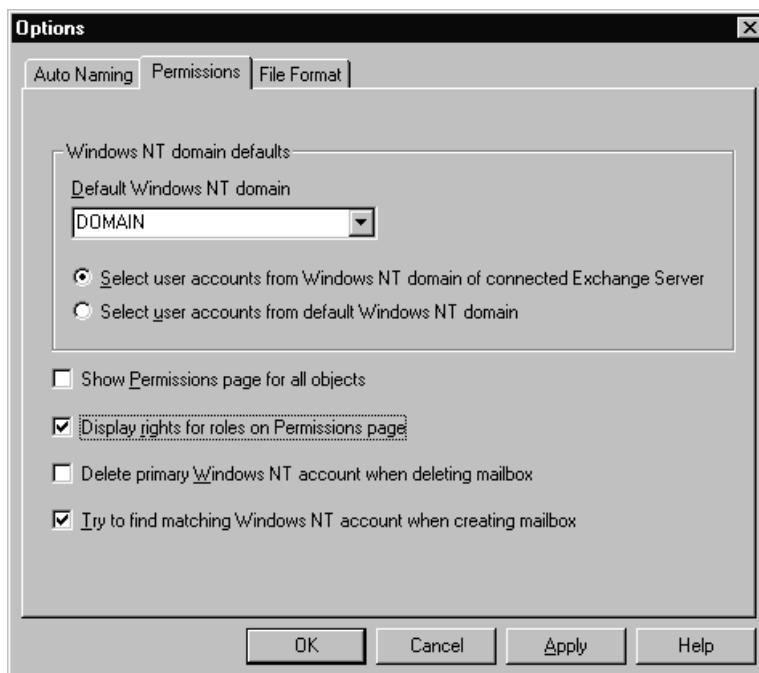 Options
Auto Naming Permissions File Format
Windows NT domain defaults
Default Windows NT domain
DOMAIN
Select user accounts from Windows NT domain of connected Exchange Server
Select user accounts from default Windows NT domain
Show Permissions page for all objects
Display rights for roles on Permissions page
Delete primary Windows NT account when deleting mailbox
Try to find matching Windows NT account when creating mailbox
OK Cancel Apply Help